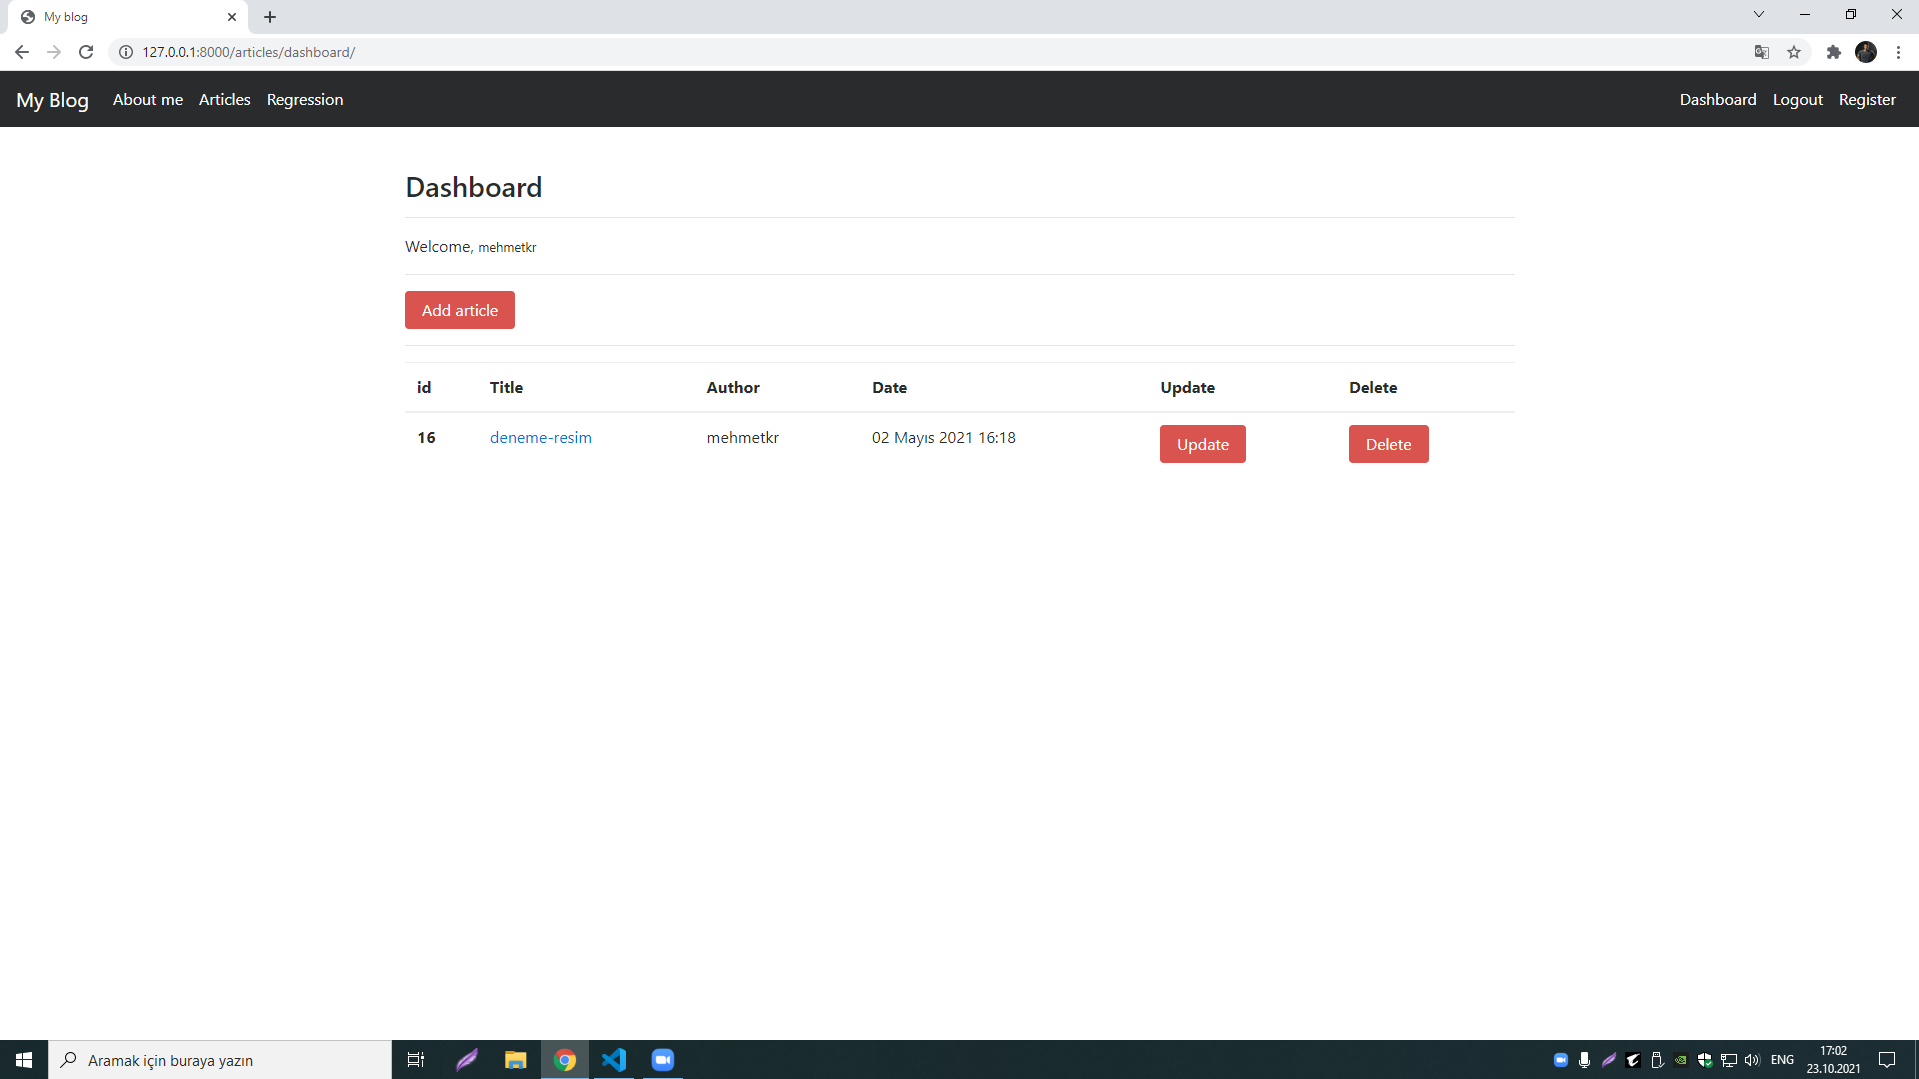 My blog
127.0.0.1:8000/articles/dashboard/
My Blog About me Articles Regression Dashboard Logout Register
Dashboard
Welcome, mehmetkr
Add article
id Title Author Date Update Delete
16 deneme-resim mehmetkr 02 Mayıs 2021 16:18 Update Delete
Aramak için buraya yazın
ENG
17:02
23.10.2021